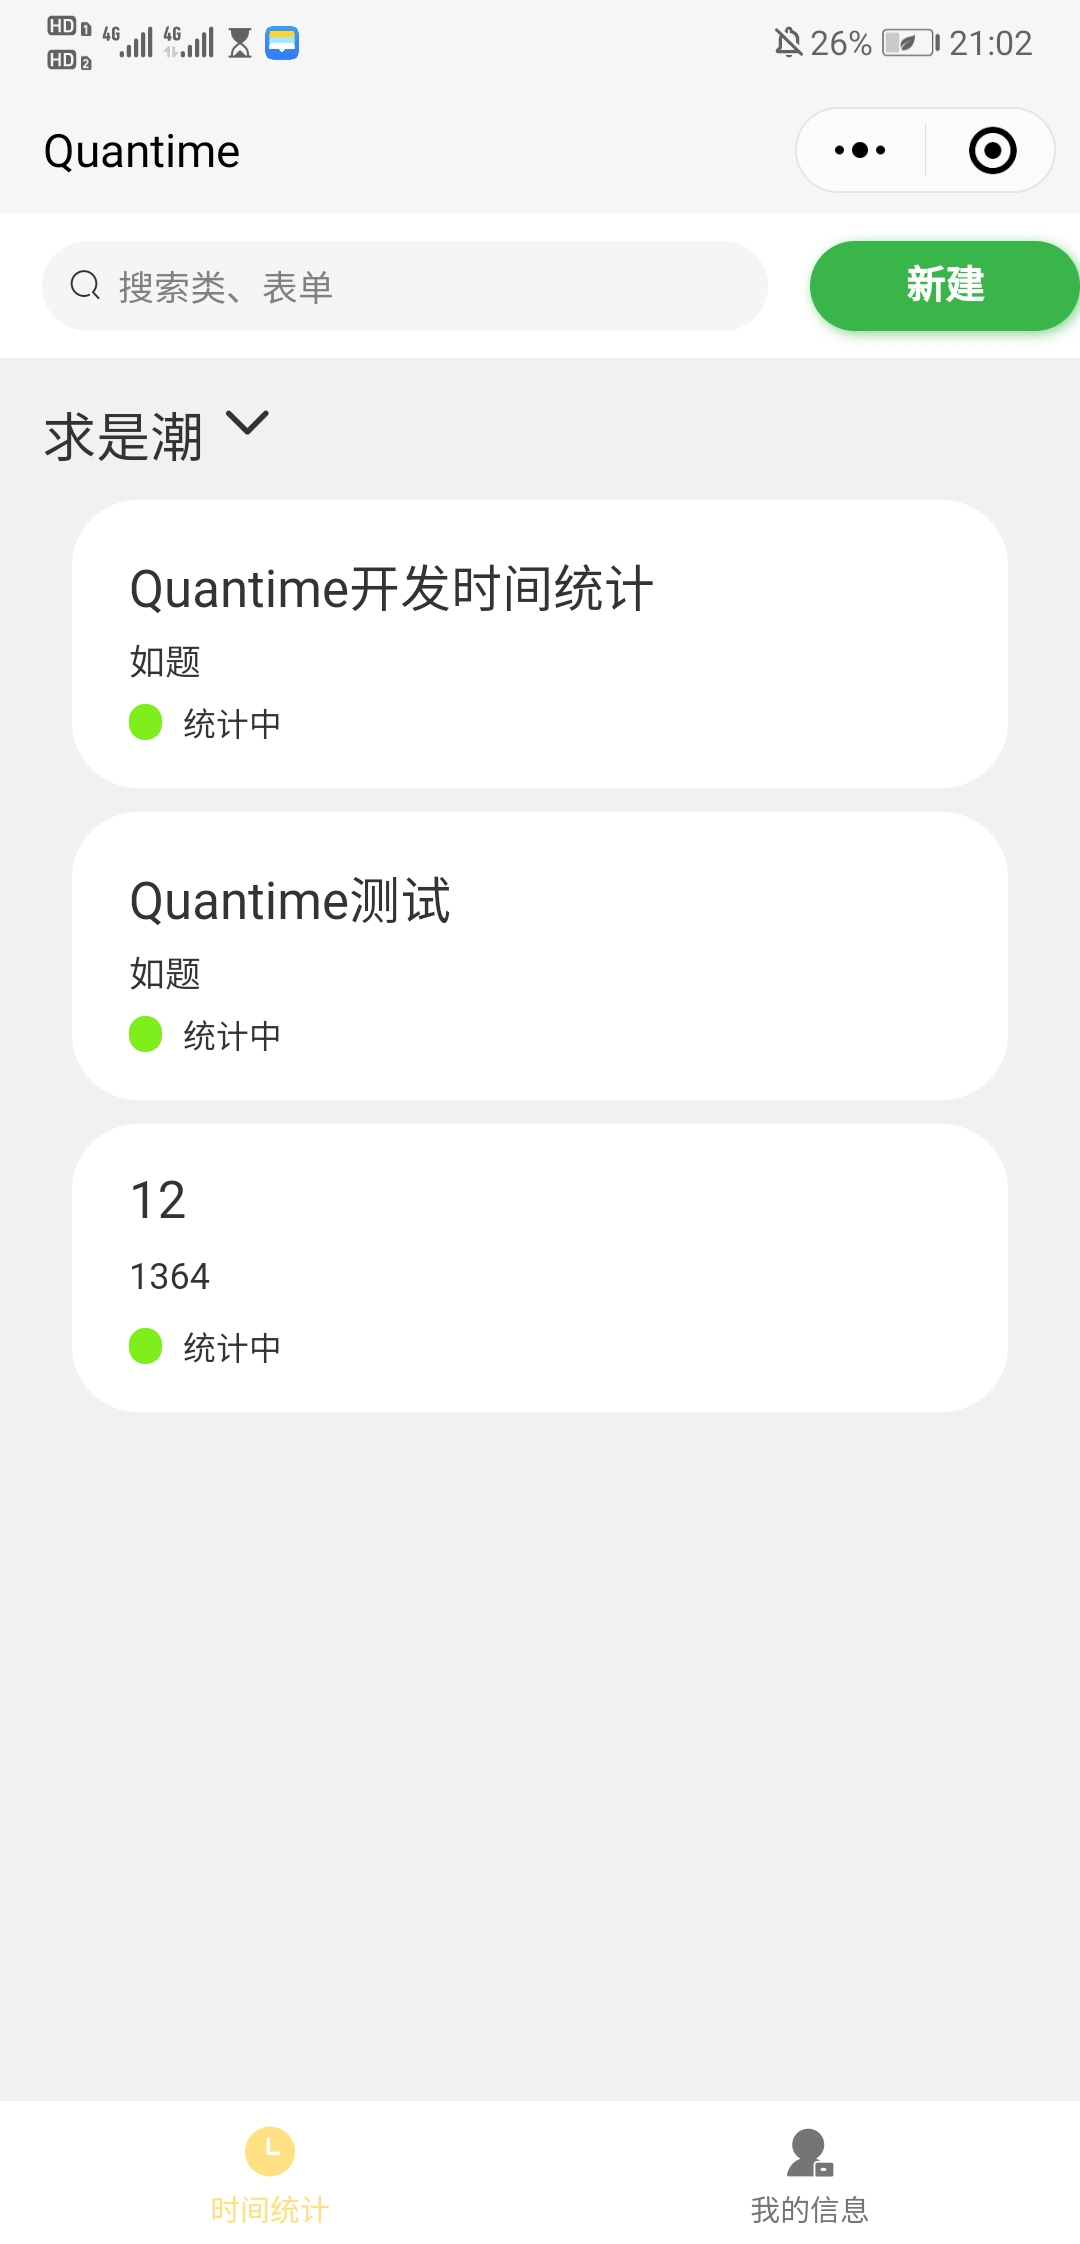 HD 1 4G 4G 26% 21:02
HD 2
Quantime
搜索类、表单 新建
求是潮
Quantime开发时间统计
如题
统计中
Quantime测试
如题
统计中
12
1364
统计中
时间统计 我的信息